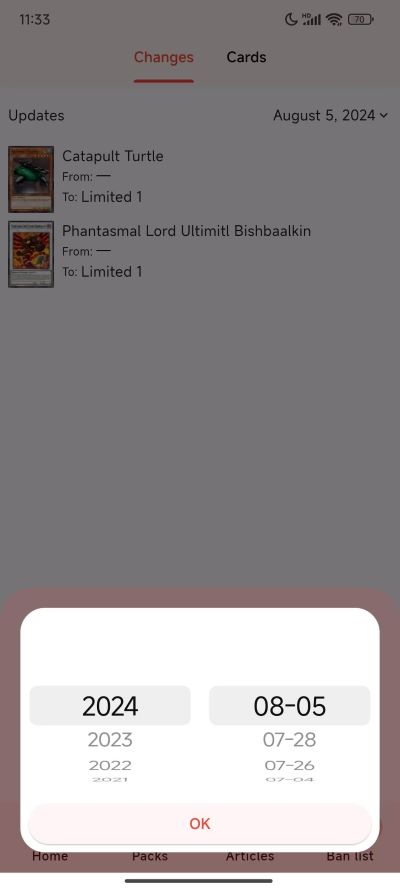 11:33
HD
70
Changes
Cards
Updates
August 5, 2024
Catapult Turtle
From: —
To: Limited 1
Phantasmal Lord Ultimitl Bishbaalkin
From: —
To: Limited 1
2024 08-05
2023 07-28
2022 07-26
2021 07-04
OK
Home Packs Articles Ban list